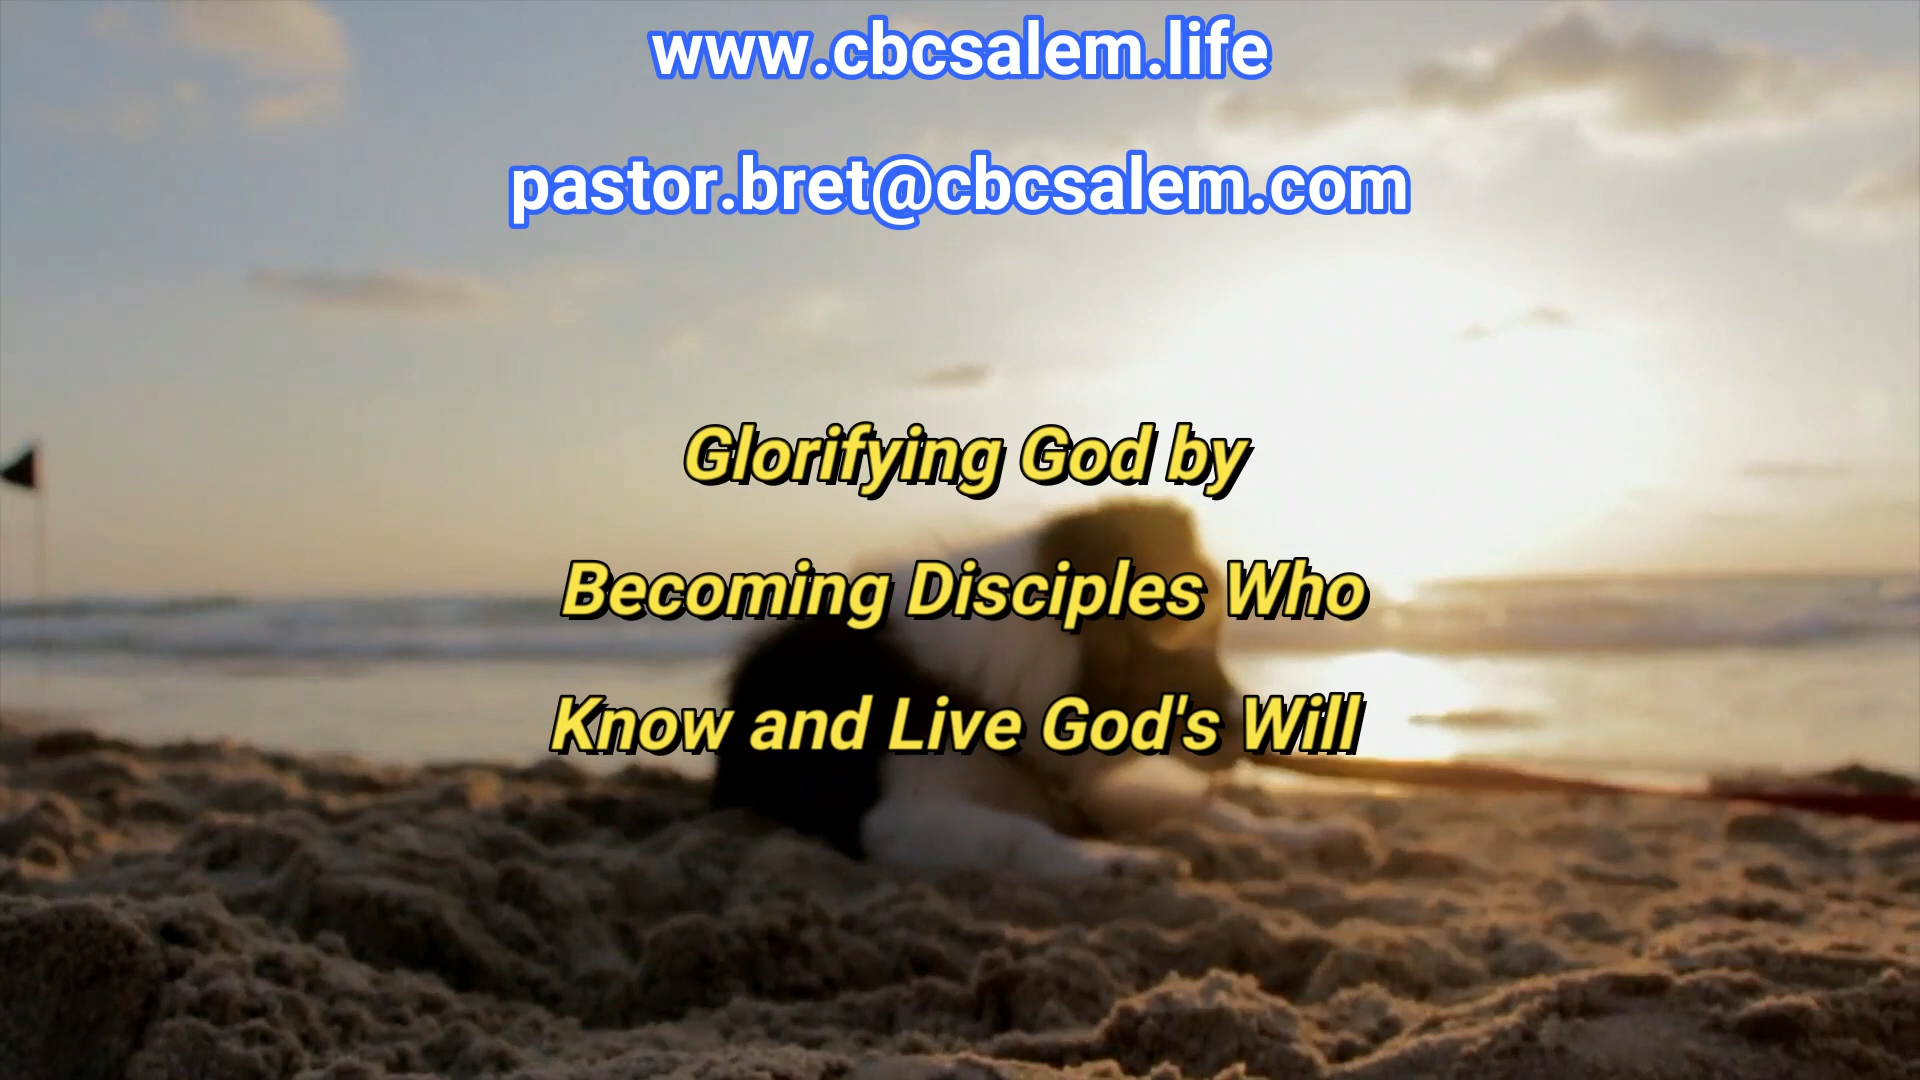 www.cbcsalem.life
pastor.bret@cbcsalem.com
Glorifying God by
Becoming Disciples Who
Know and Live God's Will